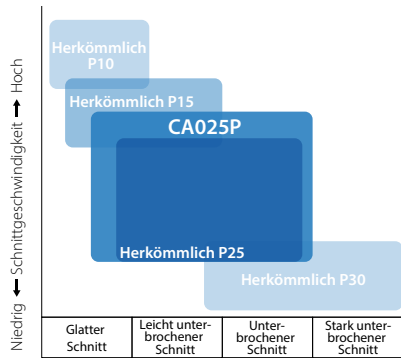 Niedrig ← Schnittgeschwindigkeit → Hoch
Herkömmlich
P10
Herkömmlich P15
CA025P
Herkömmlich P25
Herkömmlich P30
Glatter
Schnitt
Leicht unter-
brochener
Schnitt
Unter-
brochener
Schnitt
Stark unter-
brochener
Schnitt